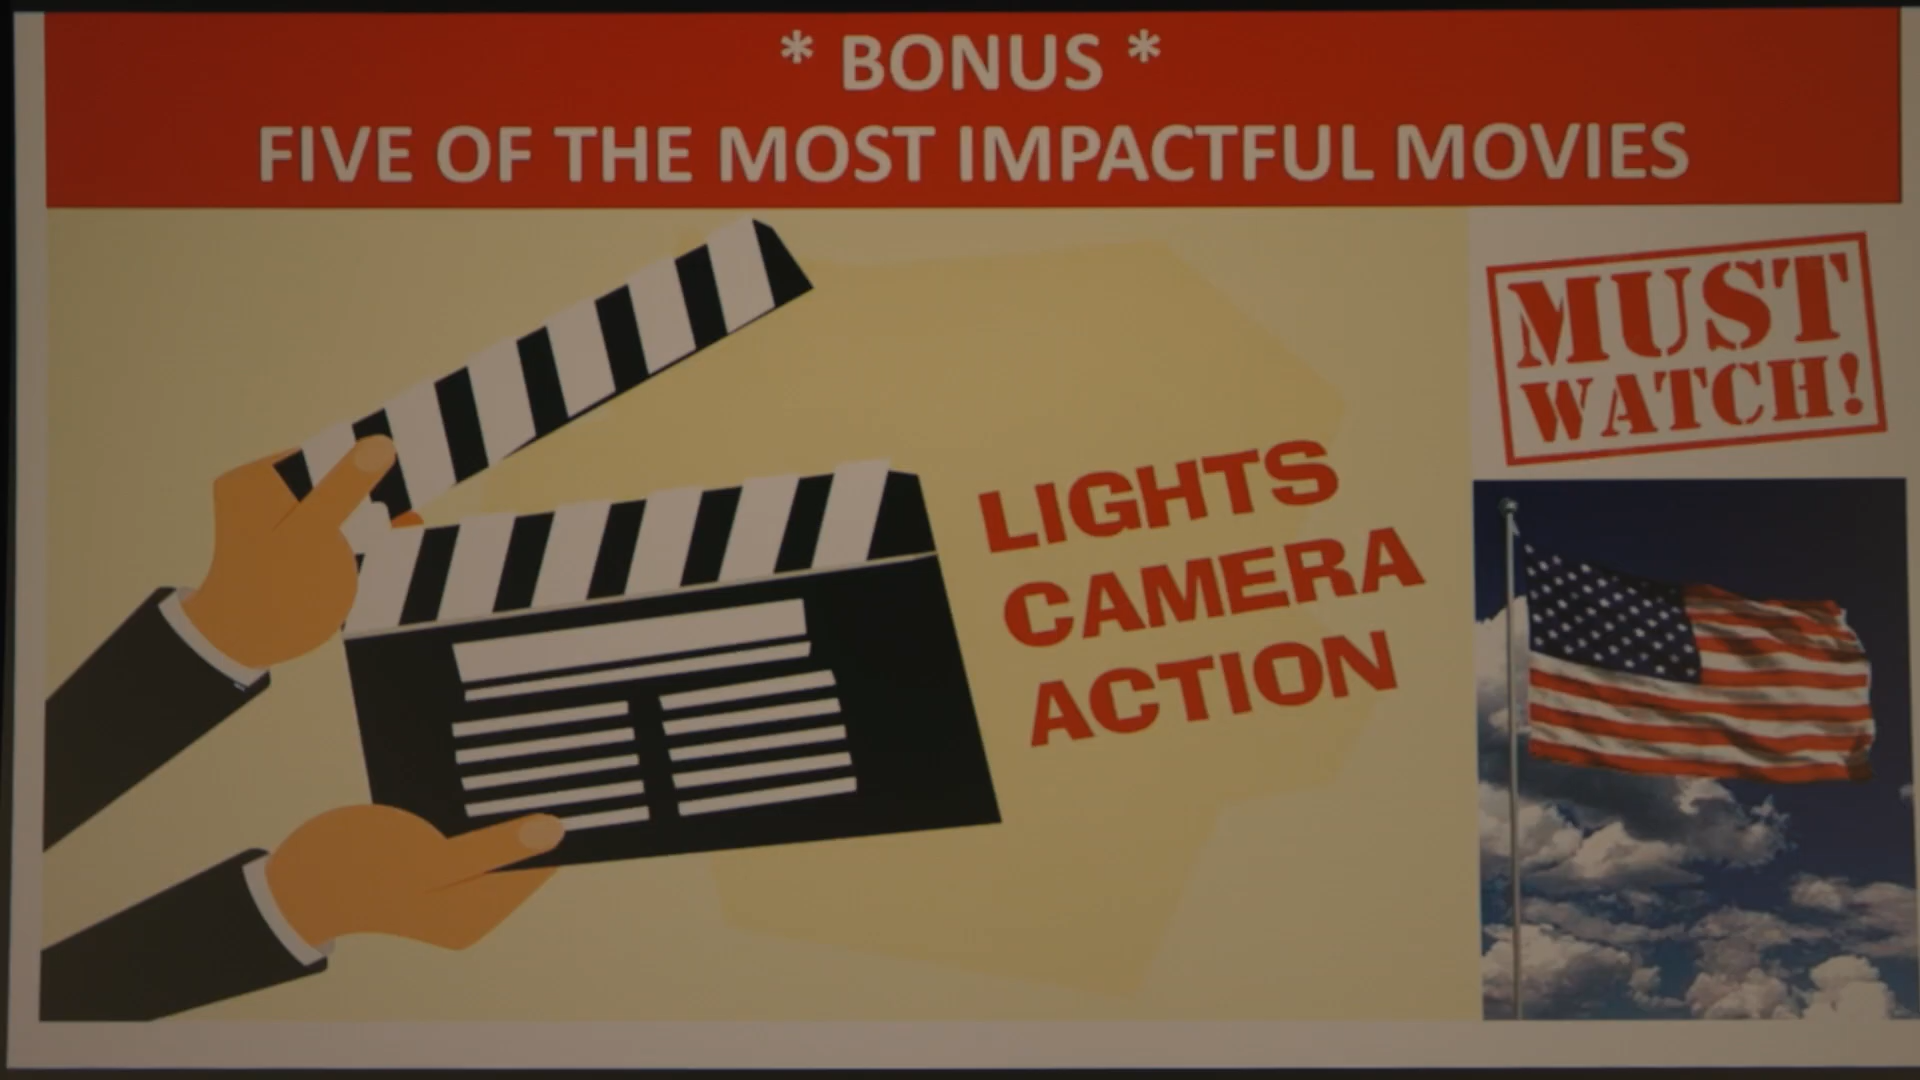 * BONUS *
FIVE OF THE MOST IMPACTFUL MOVIES
MUST
WATCH!
LIGHTS
CAMERA
ACTION